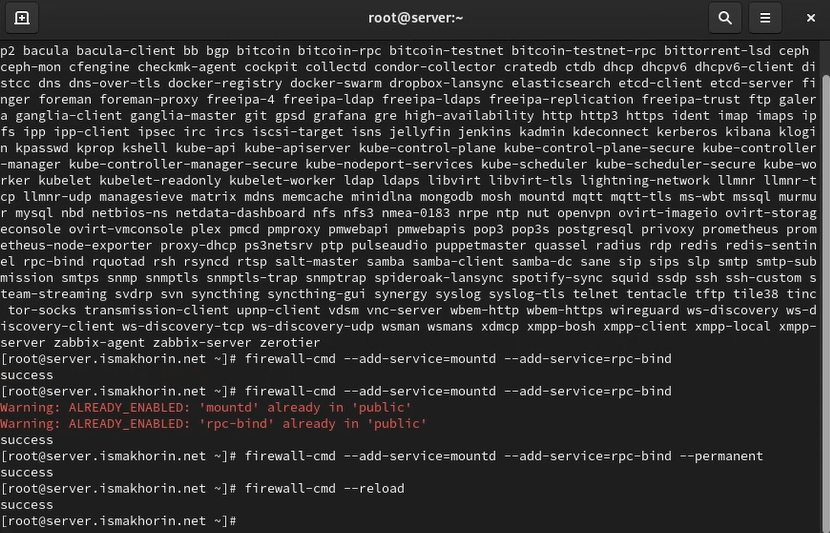 root@server:~
p2 bacula bacula-client bb bgp bitcoin bitcoin-rpc bitcoin-testnet bitcoin-testnet-rpc bittorrent-lsd ceph
ceph-mon cfengine checkmk-agent cockpit collectd condor-collector cratedb ctdb dhcp dhcpv6 dhcpv6-client di
stcc dns dns-over-tls docker-registry docker-swarm dropbox-lansync elasticsearch etcd-client etcd-server fi
nger foreman foreman-proxy freeipa-4 freeipa-ldap freeipa-ldaps freeipa-replication freeipa-trust ftp galer
a ganglia-client ganglia-master git gpsd grafana gre high-availability http http3 https ident imap imaps ip
fs ipp ipp-client ipsec irc ircs iscsi-target isns jellyfin jenkins kadmin kdeconnect kerberos kibana klogi
n kpasswd kprop kshell kube-api kube-apiserver kube-control-plane kube-control-plane-secure kube-controller
-manager kube-controller-manager-secure kube-nodeport-services kube-scheduler kube-scheduler-secure kube-wo
rker kubelet kubelet-readonly kubelet-worker ldap ldaps libvirt libvirt-tls lightning-network llmnr llmnr-t
cp llmnr-udp managesieve matrix mdns memcache minidlna mongodb mosh mountd mqtt mqtt-tls ms-wbt mssql murmu
r mysql nbd netbios-ns netdata-dashboard nfs nfs3 nmea-0183 nrpe ntp nut openvpn ovirt-imageio ovirt-storag
econsole ovirt-vmconsole plex pmcd pmproxy pmwebapi pmwebapis pop3 pop3s postgresql privoxy prometheus prom
etheus-node-exporter proxy-dhcp ps3netsrv ptp pulseaudio puppetmaster quassel radius rdp redis redis-sentin
el rpc-bind rquotad rsh rsyncd rtsp salt-master samba samba-client samba-dc sane sip sips slp smtp smtp-sub
mission smtps snmp snmptls snmptls-trap snmptrap spideroak-lansync spotify-sync squid ssdp ssh ssh-custom s
team-streaming svdrp svn syncthing syncthing-gui synergy syslog syslog-tls telnet tentacle tftp tile38 tinc
 tor-socks transmission-client upnp-client vdsm vnc-server wbem-http wbem-https wireguard ws-discovery ws-d
iscovery-client ws-discovery-tcp ws-discovery-udp wsman wsmans xdmcp xmpp-bosh xmpp-client xmpp-local xmpp-
server zabbix-agent zabbix-server zerotier
[root@server.ismakhorin.net ~]# firewall-cmd --add-service=mountd --add-service=rpc-bind
success
[root@server.ismakhorin.net ~]# firewall-cmd --add-service=mountd --add-service=rpc-bind
Warning: ALREADY_ENABLED: 'mountd' already in 'public'
Warning: ALREADY_ENABLED: 'rpc-bind' already in 'public'
success
[root@server.ismakhorin.net ~]# firewall-cmd --add-service=mountd --add-service=rpc-bind --permanent
success
[root@server.ismakhorin.net ~]# firewall-cmd --reload
success
[root@server.ismakhorin.net ~]#